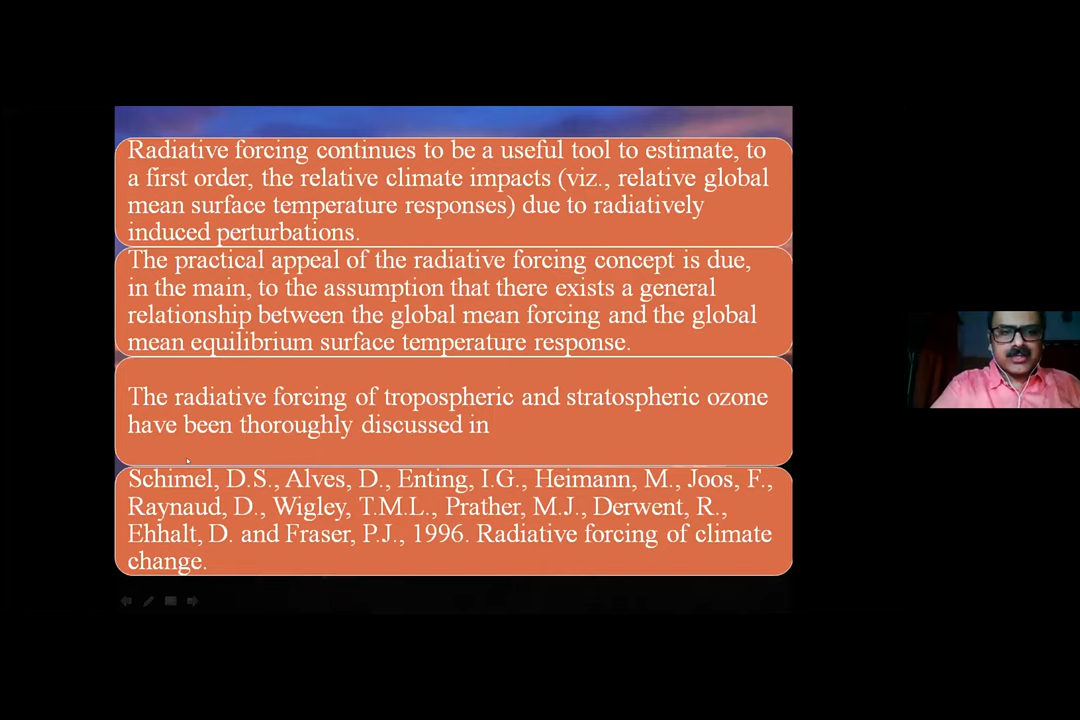 Radiative forcing continues to be a useful tool to estimate, to
a first order, the relative climate impacts (viz., relative global
mean surface temperature responses) due to radiatively
induced perturbations.
The practical appeal of the radiative forcing concept is due,
in the main, to the assumption that there exists a general
relationship between the global mean forcing and the global
mean equilibrium surface temperature response.
The radiative forcing of tropospheric and stratospheric ozone
have been thoroughly discussed in
Schimel, D.S., Alves, D., Enting, I.G., Heimann, M., Joos, F.,
Raynaud, D., Wigley, T.M.L., Prather, M.J., Derwent, R.,
Ehhalt, D. and Fraser, P.J., 1996. Radiative forcing of climate
change.